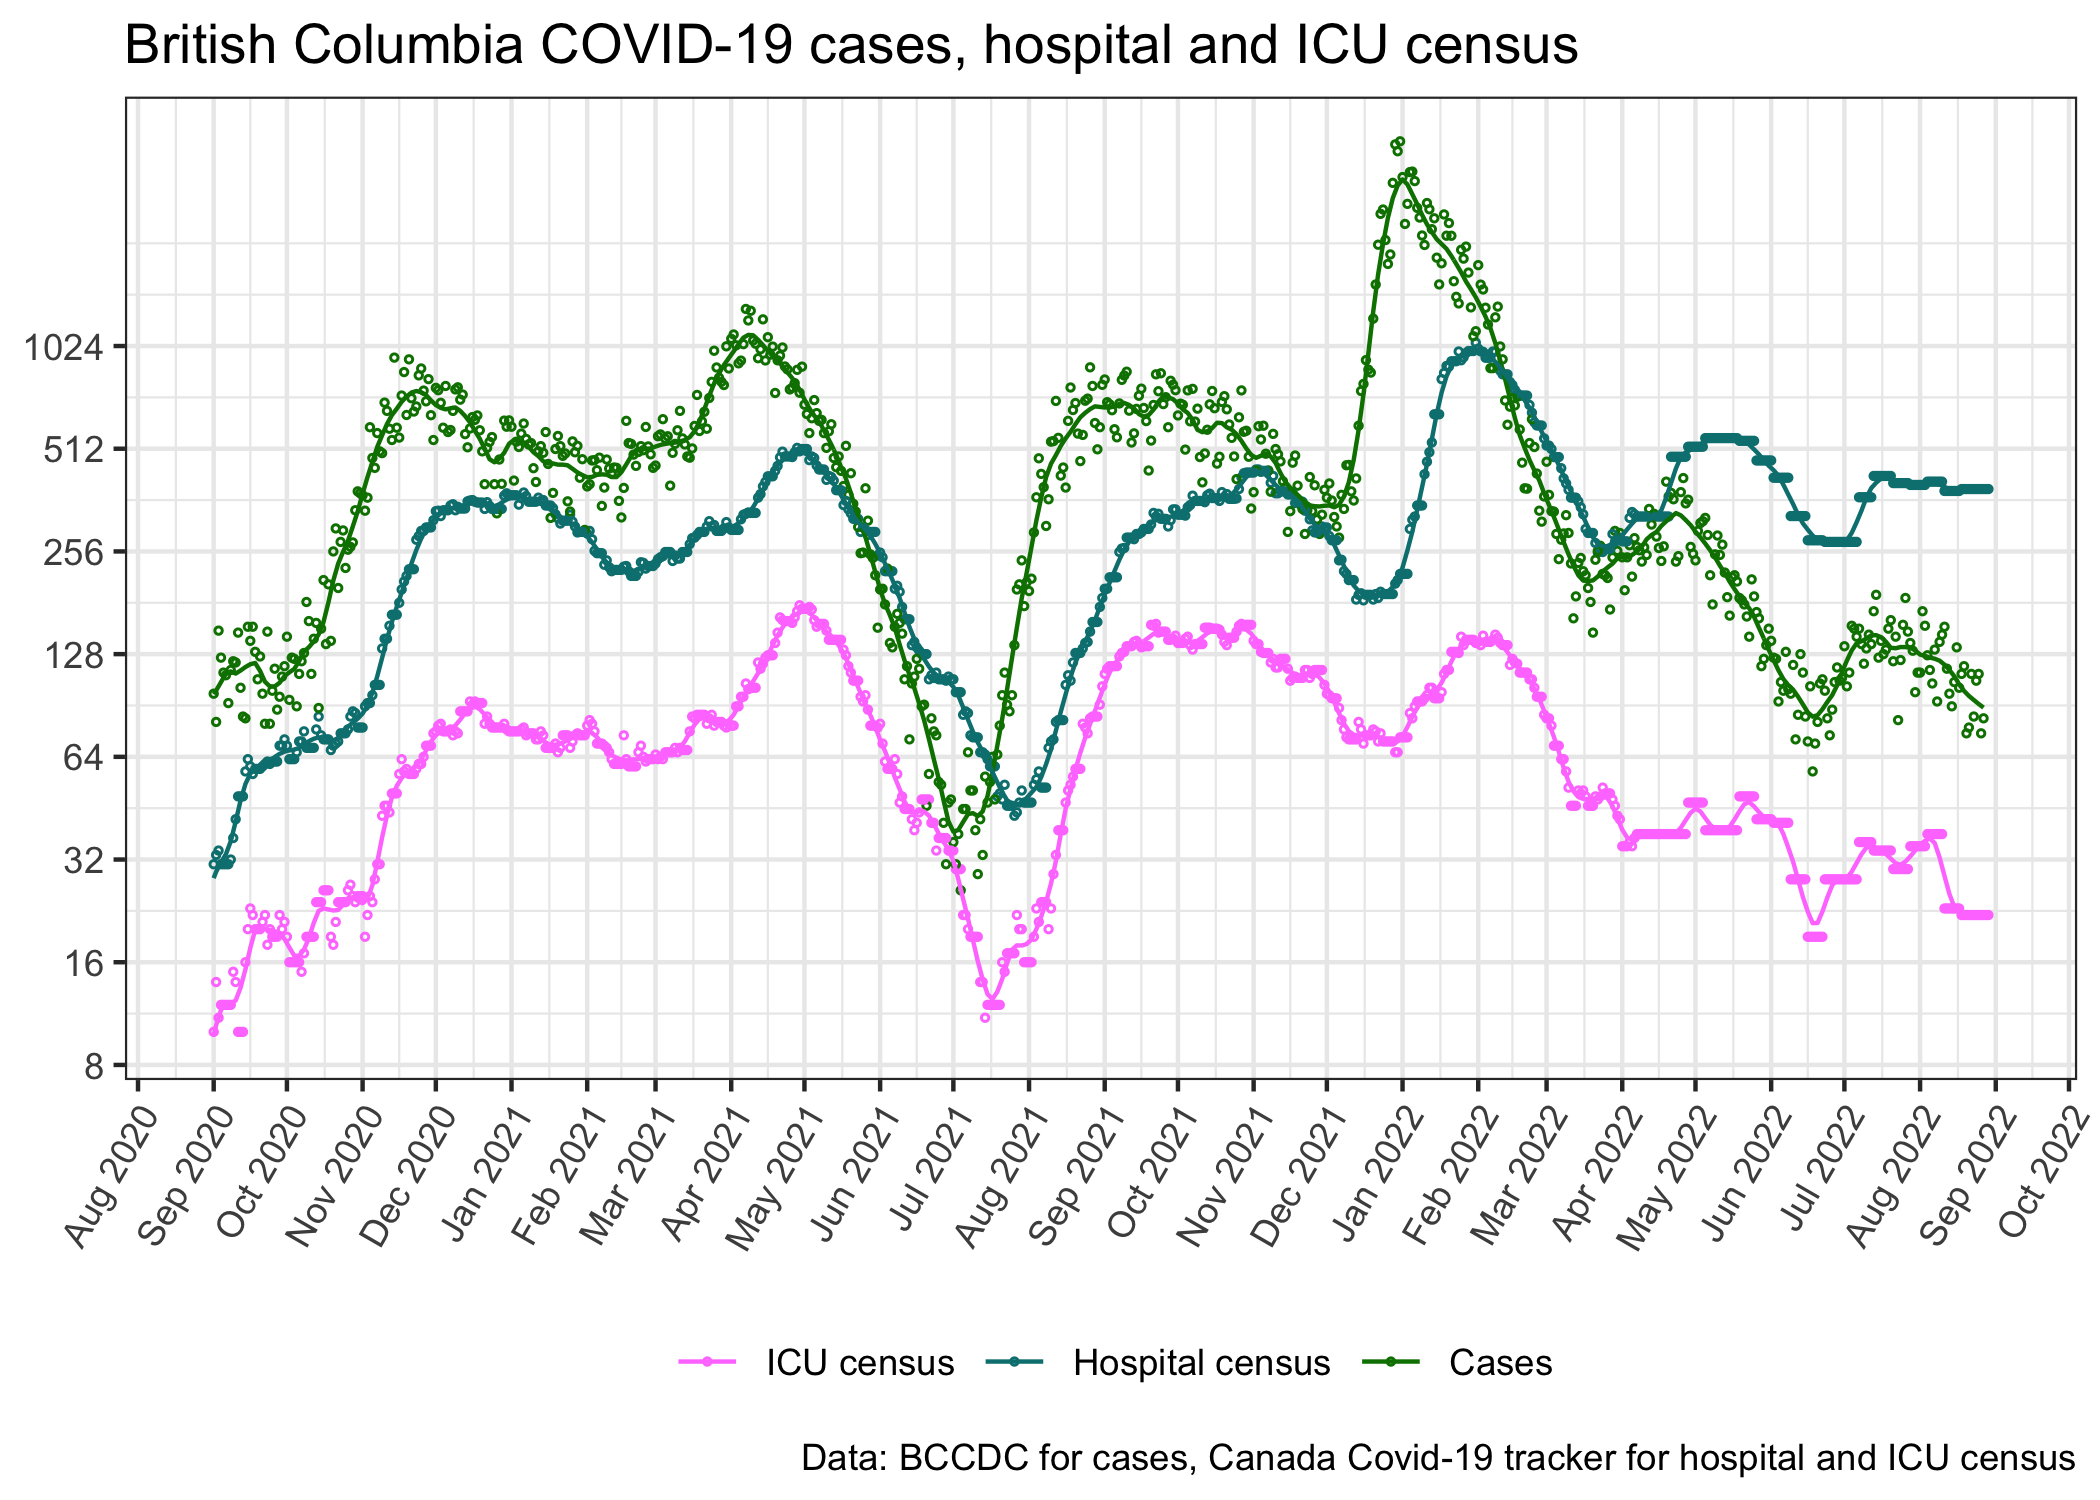 British Columbia COVID-19 cases, hospital and ICU census
1024
512
256
128
64
32
16
8
Aug 2020
Sep 2020
Oct 2020
Nov 2020
Dec 2020
Jan 2021
Feb 2021
Mar 2021
Apr 2021
May 2021
Jun 2021
Jul 2021
Aug 2021
Sep 2021
Oct 2021
Nov 2021
Dec 2021
Jan 2022
Feb 2022
Mar 2022
Apr 2022
May 2022
Jun 2022
Jul 2022
Aug 2022
Sep 2022
Oct 2022
ICU census
Hospital census
Cases
Data: BCCDC for cases, Canada Covid-19 tracker for hospital and ICU census